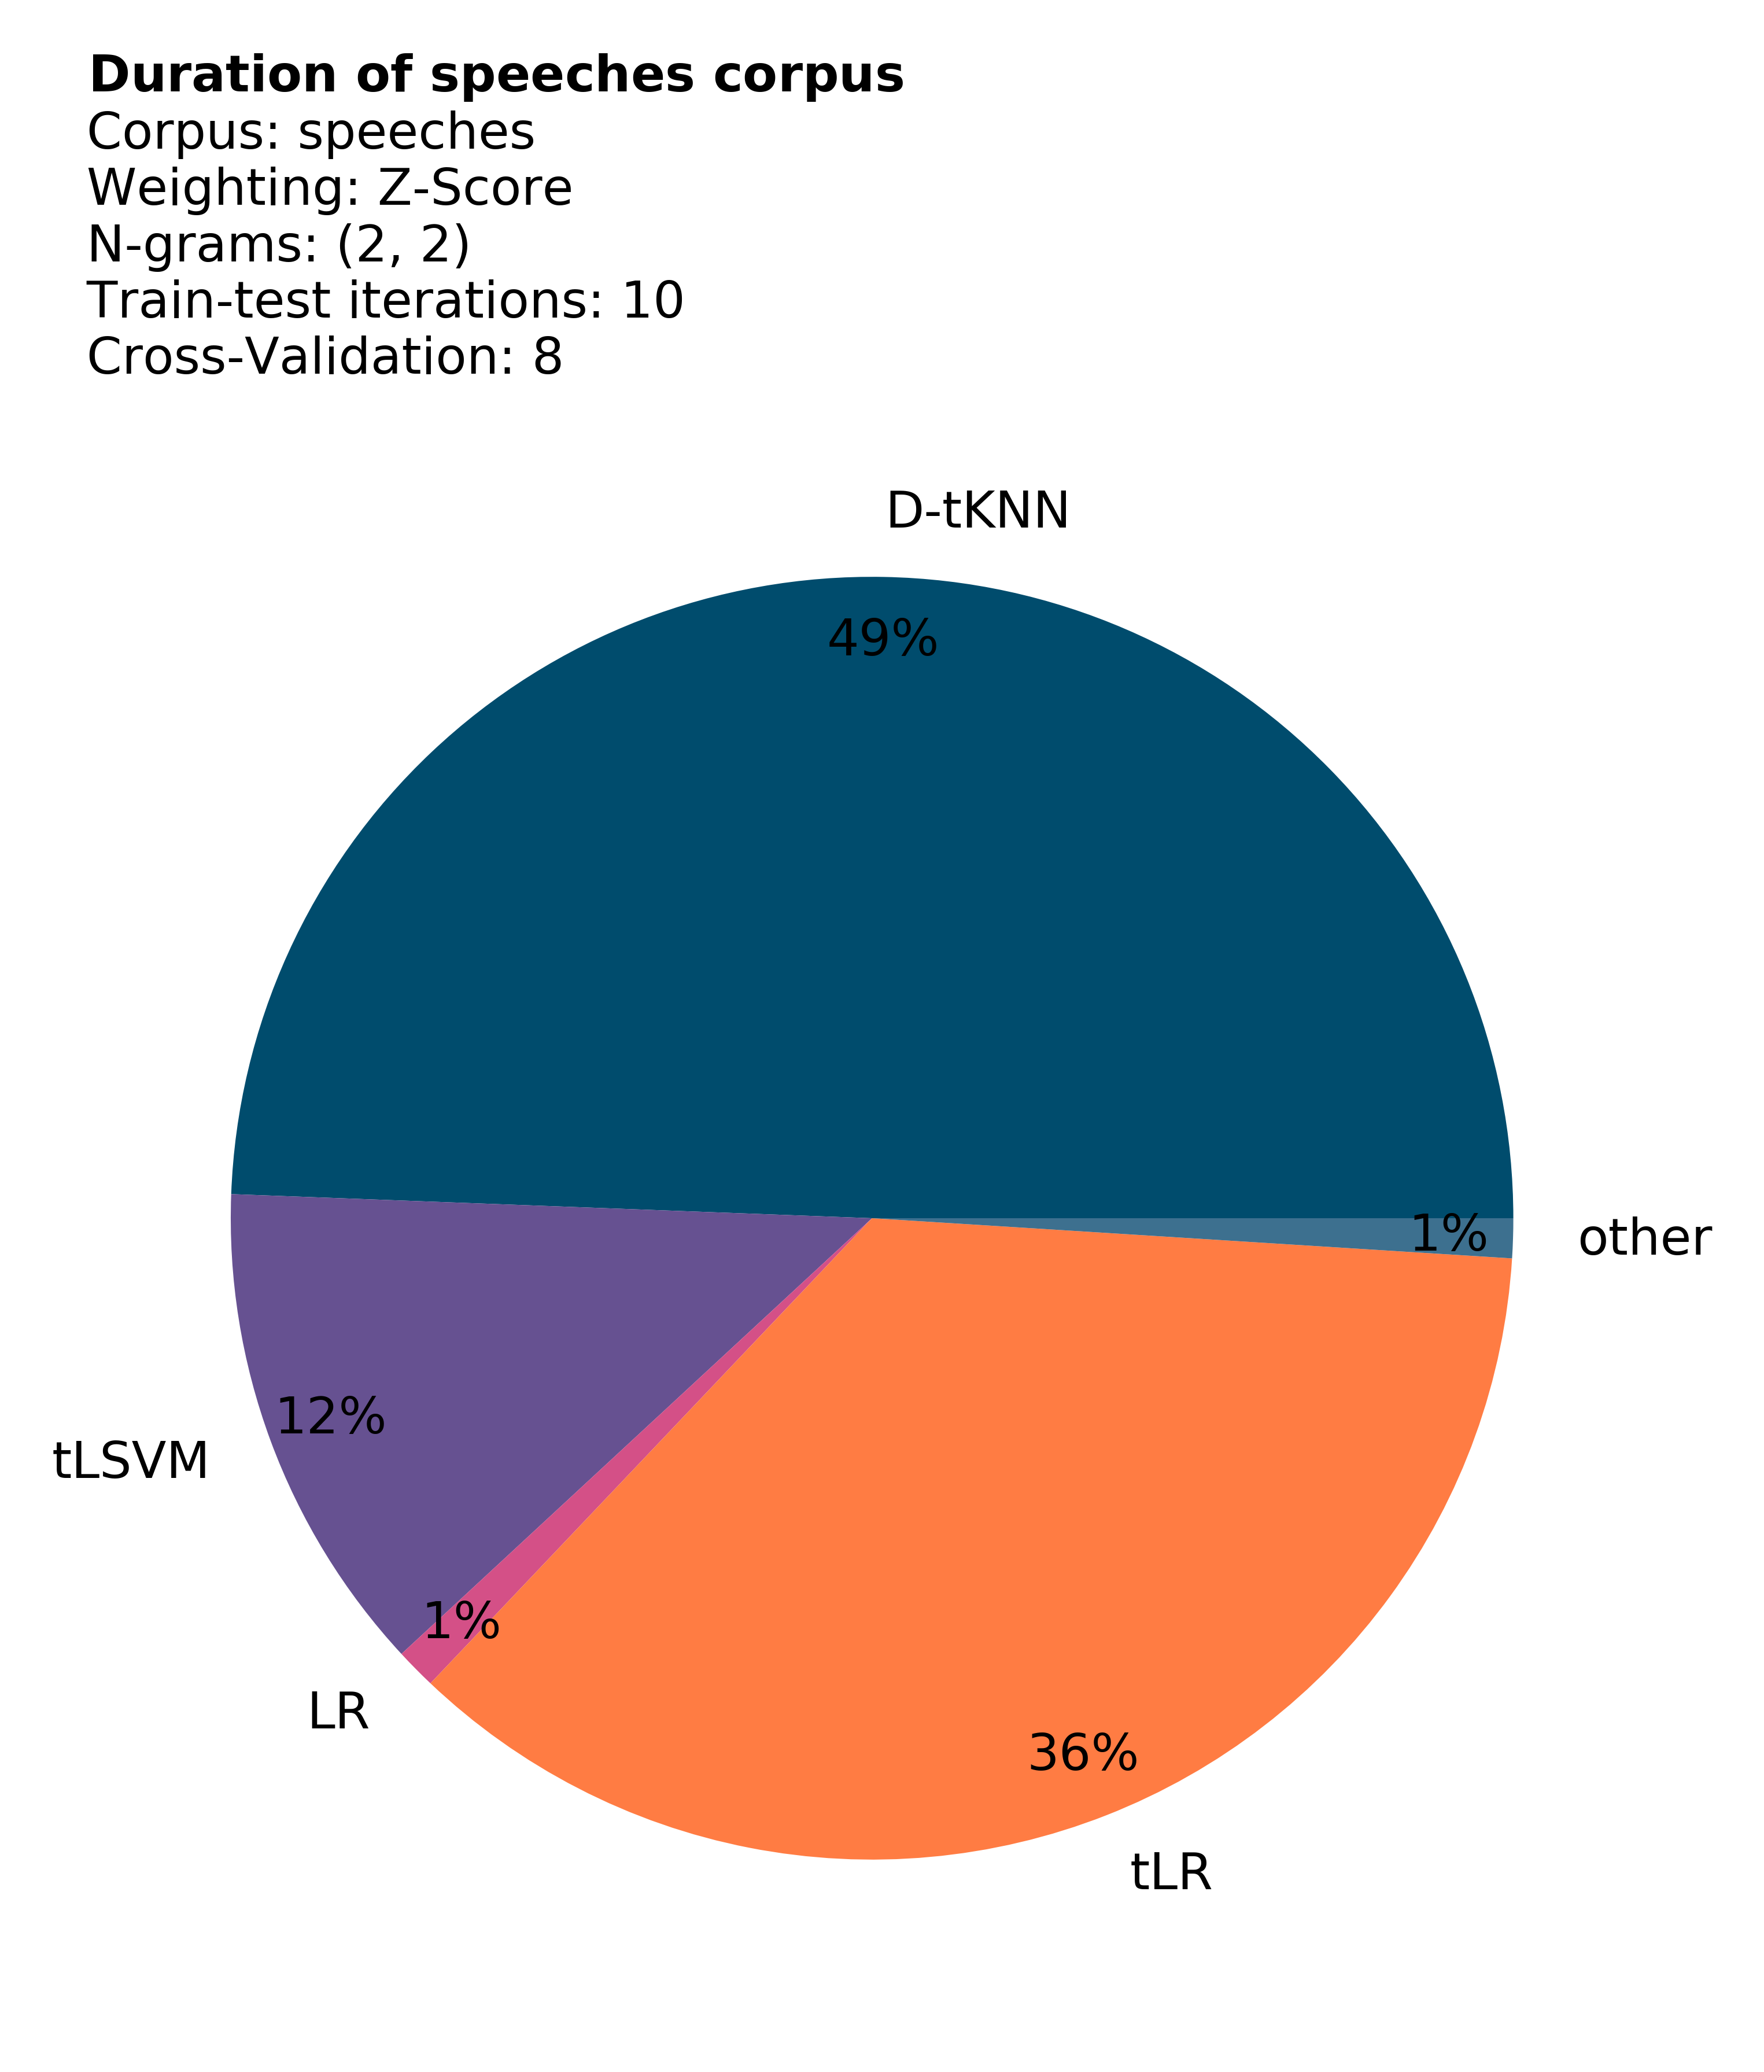 Duration of speeches corpus
Corpus: speeches
Weighting: Z-Score
N-grams: (2, 2)
Train-test iterations: 10
Cross-Validation: 8
D-tKNN
49%
1%
other
12%
tLSVM
1%
LR
36%
tLR